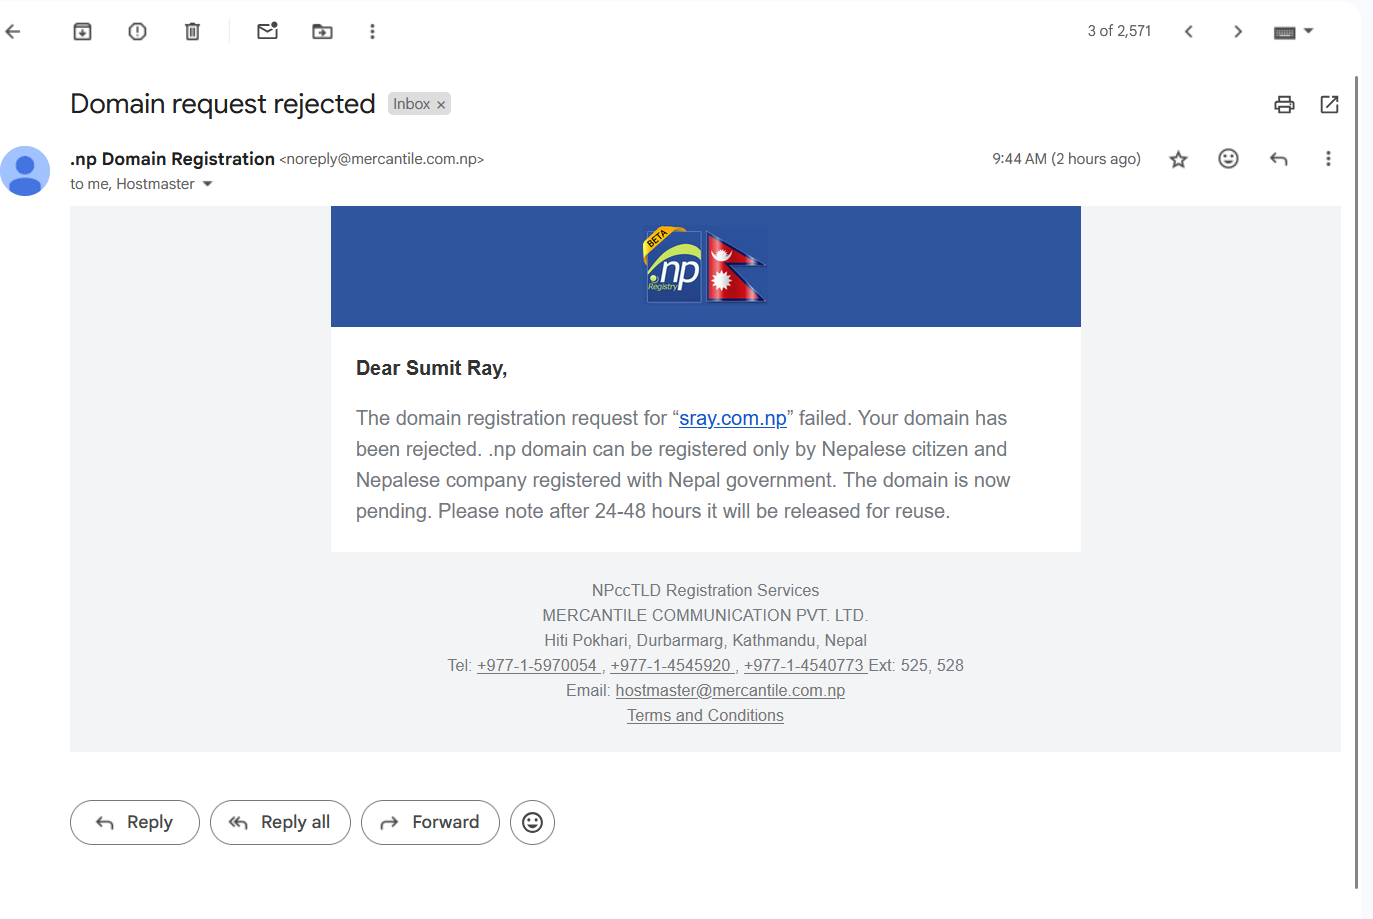 3 of 2,571
Domain request rejected
Inbox ×
.np Domain Registration <noreply@mercantile.com.np>
9:44 AM (2 hours ago)
to me, Hostmaster
BETA
.np
Registry
Dear Sumit Ray,
The domain registration request for “sray.com.np” failed. Your domain has
been rejected. .np domain can be registered only by Nepalese citizen and
Nepalese company registered with Nepal government. The domain is now
pending. Please note after 24-48 hours it will be released for reuse.
NPccTLD Registration Services
MERCANTILE COMMUNICATION PVT. LTD.
Hiti Pokhari, Durbarmarg, Kathmandu, Nepal
Tel: +977-1-5970054 , +977-1-4545920 , +977-1-4540773 Ext: 525, 528
Email: hostmaster@mercantile.com.np
Terms and Conditions
Reply
Reply all
Forward